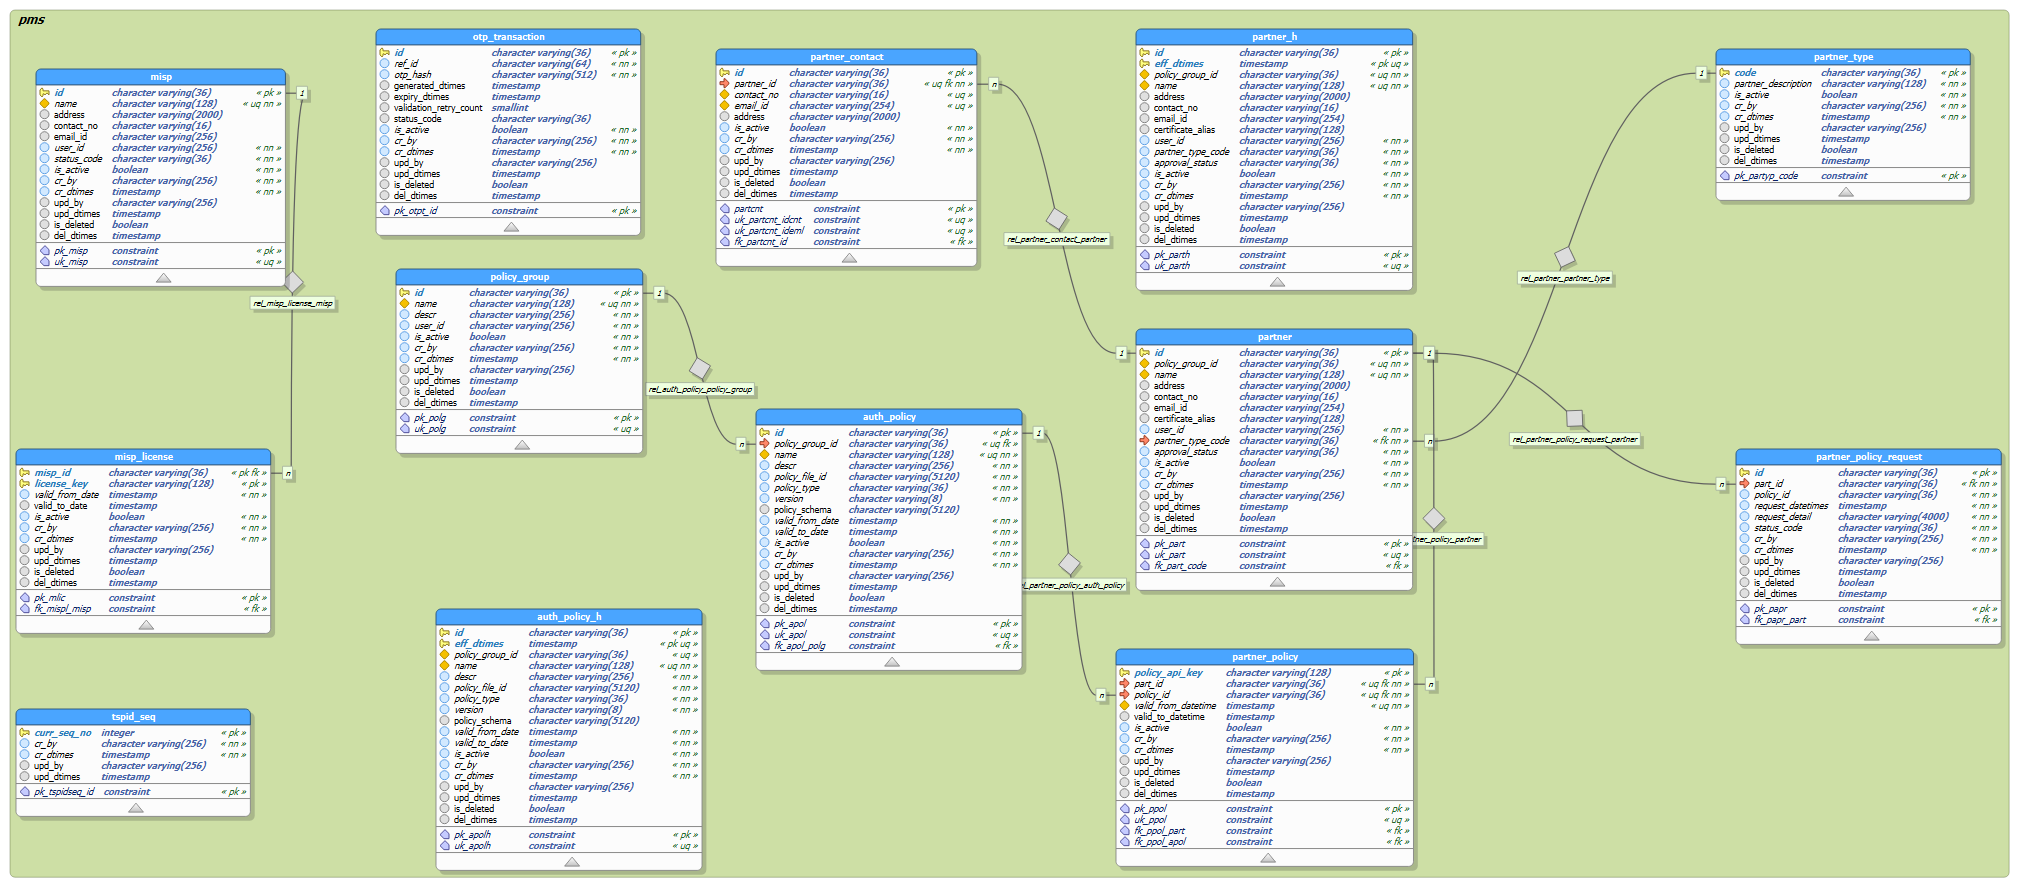 pms
misp
id character varying(36) « pk »
name character varying(128) « uq nn »
address character varying(2000)
contact_no character varying(16)
email_id character varying(256)
user_id character varying(256) « nn »
status_code character varying(36) « nn »
is_active boolean « nn »
cr_by character varying(256) « nn »
cr_dtimes timestamp « nn »
upd_by character varying(256)
upd_dtimes timestamp
is_deleted boolean
del_dtimes timestamp
pk_misp constraint « pk »
uk_misp constraint « uq »
1
rel_misp_license_misp
n
misp_license
misp_id character varying(36) « pk fk »
license_key character varying(128) « pk »
valid_from_date timestamp « nn »
valid_to_date timestamp
is_active boolean « nn »
cr_by character varying(256) « nn »
cr_dtimes timestamp « nn »
upd_by character varying(256)
upd_dtimes timestamp
is_deleted boolean
del_dtimes timestamp
pk_mlic constraint « pk »
fk_mispl_misp constraint « fk »
tspid_seq
curr_seq_no integer « pk »
cr_by character varying(256) « nn »
cr_dtimes timestamp « nn »
upd_by character varying(256)
upd_dtimes timestamp
pk_tspidseq_id constraint « pk »
otp_transaction
id character varying(36) « pk »
ref_id character varying(64) « nn »
otp_hash character varying(512) « nn »
generated_dtimes timestamp
expiry_dtimes timestamp
validation_retry_count smallint
status_code character varying(36)
is_active boolean « nn »
cr_by character varying(256) « nn »
cr_dtimes timestamp « nn »
upd_by character varying(256)
upd_dtimes timestamp
is_deleted boolean
del_dtimes timestamp
pk_otpt_id constraint « pk »
policy_group
id character varying(36) « pk »
name character varying(128) « uq nn »
descr character varying(256) « nn »
user_id character varying(256) « nn »
is_active boolean « nn »
cr_by character varying(256) « nn »
cr_dtimes timestamp « nn »
upd_by character varying(256)
upd_dtimes timestamp
is_deleted boolean
del_dtimes timestamp
pk_polg constraint « pk »
uk_polg constraint « uq »
1
rel_auth_policy_policy_group
n
auth_policy_h
id character varying(36) « pk »
eff_dtimes timestamp « pk uq »
policy_group_id character varying(36) « uq »
name character varying(128) « uq nn »
descr character varying(256) « nn »
policy_file_id character varying(5120) « nn »
policy_type character varying(36) « nn »
version character varying(8) « nn »
policy_schema character varying(5120)
valid_from_date timestamp « nn »
valid_to_date timestamp « nn »
is_active boolean « nn »
cr_by character varying(256) « nn »
cr_dtimes timestamp « nn »
upd_by character varying(256)
upd_dtimes timestamp
is_deleted boolean
del_dtimes timestamp
pk_apolh constraint « pk »
uk_apolh constraint « uq »
partner_contact
id character varying(36) « pk »
partner_id character varying(36) « uq fk nn »
contact_no character varying(16) « uq »
email_id character varying(254) « uq »
address character varying(2000)
is_active boolean « nn »
cr_by character varying(256) « nn »
cr_dtimes timestamp « nn »
upd_by character varying(256)
upd_dtimes timestamp
is_deleted boolean
del_dtimes timestamp
partcnt constraint « pk »
uk_partcnt_idcnt constraint « uq »
uk_partcnt_ideml constraint « uq »
fk_partcnt_id constraint « fk »
n
rel_partner_contact_partner
1
auth_policy
id character varying(36) « pk »
policy_group_id character varying(36) « uq fk »
name character varying(128) « uq nn »
descr character varying(256) « nn »
policy_file_id character varying(5120) « nn »
policy_type character varying(36) « nn »
version character varying(8) « nn »
policy_schema character varying(5120)
valid_from_date timestamp « nn »
valid_to_date timestamp « nn »
is_active boolean « nn »
cr_by character varying(256) « nn »
cr_dtimes timestamp « nn »
upd_by character varying(256)
upd_dtimes timestamp
is_deleted boolean
del_dtimes timestamp
pk_apol constraint « pk »
uk_apol constraint « uq »
fk_apol_polg constraint « fk »
1
l_partner_policy_auth_policy
n
partner_h
id character varying(36) « pk »
eff_dtimes timestamp « pk uq »
policy_group_id character varying(36) « uq nn »
name character varying(128) « uq nn »
address character varying(2000)
contact_no character varying(16)
email_id character varying(254)
certificate_alias character varying(128)
user_id character varying(256) « nn »
partner_type_code character varying(36) « nn »
approval_status character varying(36) « nn »
is_active boolean « nn »
cr_by character varying(256) « nn »
cr_dtimes timestamp « nn »
upd_by character varying(256)
upd_dtimes timestamp
is_deleted boolean
del_dtimes timestamp
pk_parth constraint « pk »
uk_parth constraint « uq »
partner
id character varying(36) « pk »
policy_group_id character varying(36) « uq nn »
name character varying(128) « uq nn »
address character varying(2000)
contact_no character varying(16)
email_id character varying(254)
certificate_alias character varying(128)
user_id character varying(256) « nn »
partner_type_code character varying(36) « fk nn »
approval_status character varying(36) « nn »
is_active boolean « nn »
cr_by character varying(256) « nn »
cr_dtimes timestamp « nn »
upd_by character varying(256)
upd_dtimes timestamp
is_deleted boolean
del_dtimes timestamp
pk_part constraint « pk »
uk_part constraint « uq »
fk_part_code constraint « fk »
1
n
tner_policy_partner
n
partner_policy
policy_api_key character varying(128) « pk »
part_id character varying(36) « uq fk nn »
policy_id character varying(36) « uq fk nn »
valid_from_datetime timestamp « uq nn »
valid_to_datetime timestamp
is_active boolean « nn »
cr_by character varying(256) « nn »
cr_dtimes timestamp « nn »
upd_by character varying(256)
upd_dtimes timestamp
is_deleted boolean
del_dtimes timestamp
pk_ppol constraint « pk »
uk_ppol constraint « uq »
fk_ppol_part constraint « fk »
fk_ppol_apol constraint « fk »
1
rel_partner_partner_type
rel_partner_policy_request_partner
n
partner_type
code character varying(36) « pk »
partner_description character varying(128) « nn »
is_active boolean « nn »
cr_by character varying(256) « nn »
cr_dtimes timestamp « nn »
upd_by character varying(256)
upd_dtimes timestamp
is_deleted boolean
del_dtimes timestamp
pk_partyp_code constraint « pk »
partner_policy_request
id character varying(36) « pk »
part_id character varying(36) « fk nn »
policy_id character varying(36) « nn »
request_datetimes timestamp « nn »
request_detail character varying(4000) « nn »
status_code character varying(36) « nn »
cr_by character varying(256) « nn »
cr_dtimes timestamp « nn »
upd_by character varying(256)
upd_dtimes timestamp
is_deleted boolean
del_dtimes timestamp
pk_papr constraint « pk »
fk_papr_part constraint « fk »